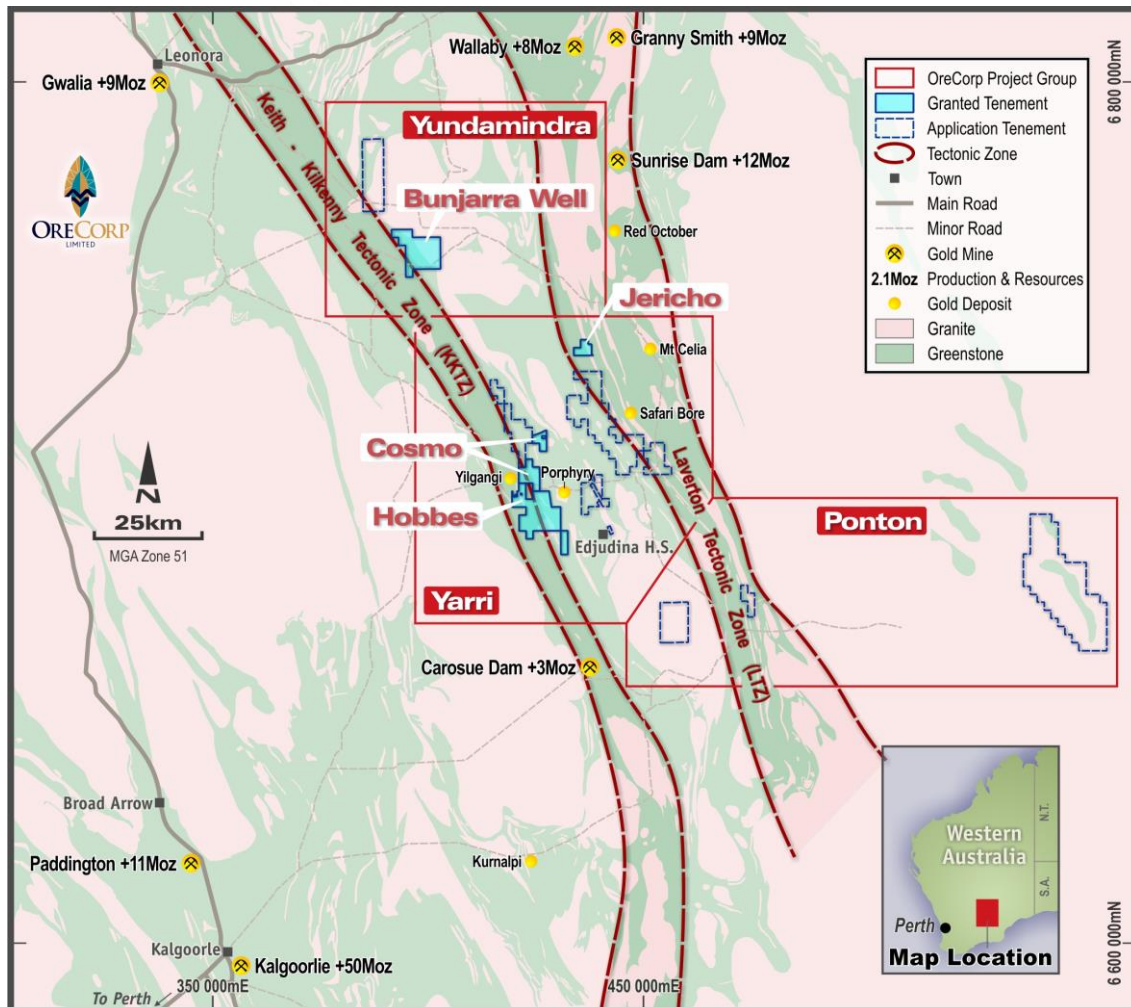 Leonora
Gwalia +9Moz
Wallaby +8Moz
Granny Smith +9Moz
6 800 000mN
OreCorp Project Group
Granted Tenement
Application Tenement
Tectonic Zone
Town
Main Road
Minor Road
Gold Mine
2.1Moz Production & Resources
Gold Deposit
Granite
Greenstone
ORECORP
LIMITED
Keith - Kilkenny Tectonic Zone (KKTZ)
Yundamindra
Sunrise Dam +12Moz
Bunjarra Well
Red October
Jericho
Mt Celia
Safari Bore
Cosmo
Yilgangi
Porphyry
Hobbes
Edjudina H.S.
Laverton Tectonic Zone (LTZ)
Ponton
N
25km
MGA Zone 51
Yarri
Carosue Dam +3Moz
Broad Arrow
Paddington +11Moz
Kurnalpi
Kalgoorle
Kalgoorlie +50Moz
To Perth
350 000mE
450 000mE
6 600 000mN
Western
Australia
N.T.
S.A.
Perth
Map Location